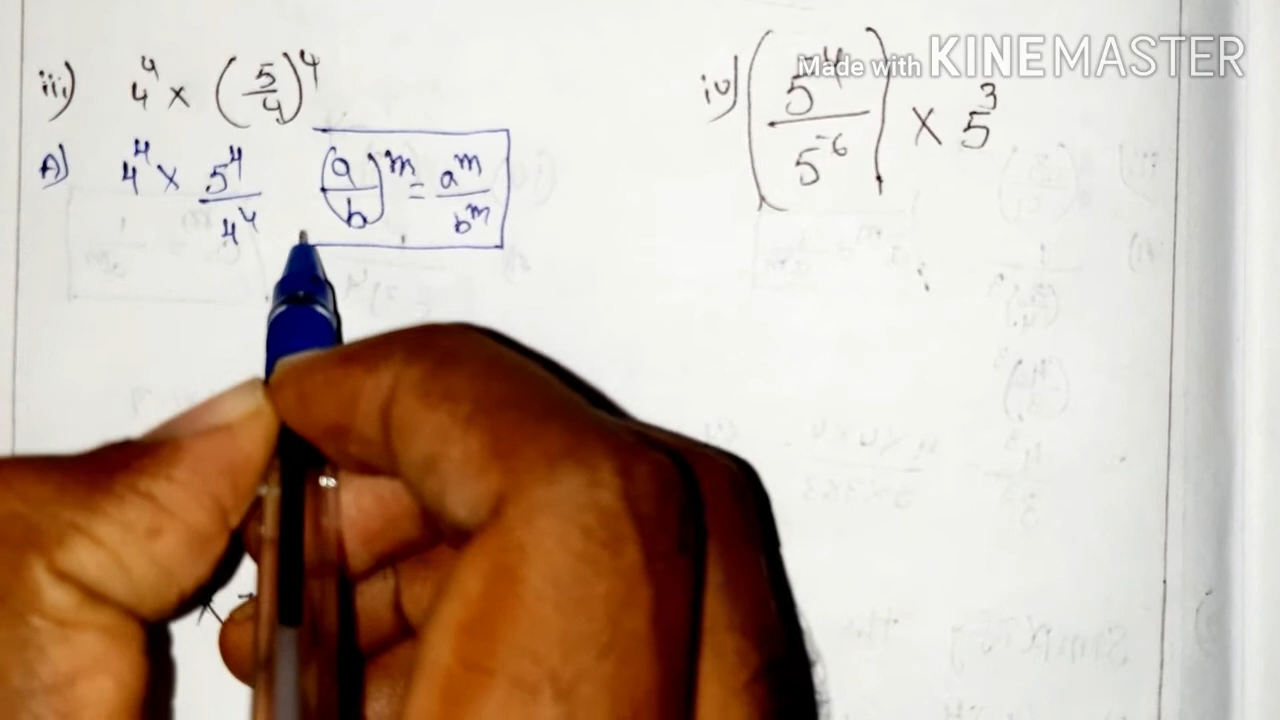 iii) 4⁴ × (5/4)⁴
A) 4⁴ × 5⁴/4⁴
(a/b)ᵐ = aᵐ/bᵐ
iv) (5⁴/5⁻⁶) × 5³
Made with KINEMASTER